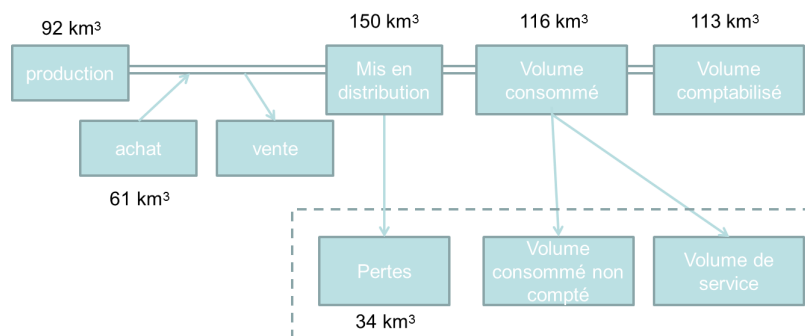 92 km³
150 km³
116 km³
113 km³
production
Mis en
distribution
Volume
consommé
Volume
comptabilisé
achat
vente
61 km³
Pertes
Volume
consommé non
compté
Volume de
service
34 km³